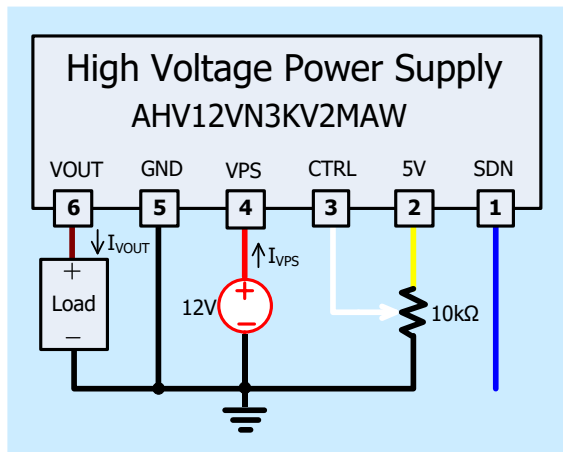 High Voltage Power Supply
AHV12VN3KV2MAW
VOUT GND VPS CTRL 5V SDN
6 5 4 3 2 1
IVOUT IVPS
+
Load
−
12V
+
−
10kΩ